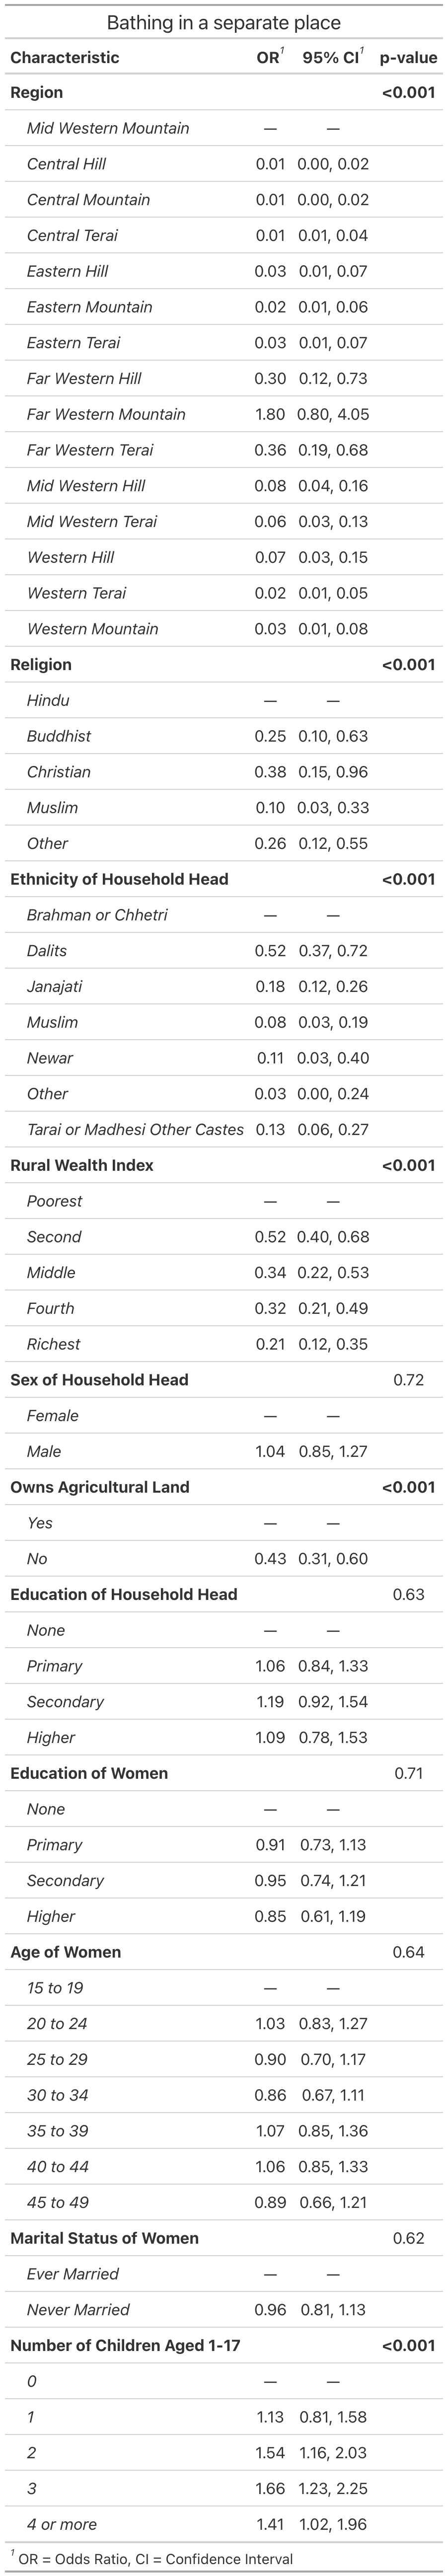 Bathing in a separate place
Characteristic OR1 95% CI1 p-value
Region <0.001
Mid Western Mountain — —
Central Hill 0.01 0.00, 0.02
Central Mountain 0.01 0.00, 0.02
Central Terai 0.01 0.01, 0.04
Eastern Hill 0.03 0.01, 0.07
Eastern Mountain 0.02 0.01, 0.06
Eastern Terai 0.03 0.01, 0.07
Far Western Hill 0.30 0.12, 0.73
Far Western Mountain 1.80 0.80, 4.05
Far Western Terai 0.36 0.19, 0.68
Mid Western Hill 0.08 0.04, 0.16
Mid Western Terai 0.06 0.03, 0.13
Western Hill 0.07 0.03, 0.15
Western Terai 0.02 0.01, 0.05
Western Mountain 0.03 0.01, 0.08
Religion <0.001
Hindu — —
Buddhist 0.25 0.10, 0.63
Christian 0.38 0.15, 0.96
Muslim 0.10 0.03, 0.33
Other 0.26 0.12, 0.55
Ethnicity of Household Head <0.001
Brahman or Chhetri — —
Dalits 0.52 0.37, 0.72
Janajati 0.18 0.12, 0.26
Muslim 0.08 0.03, 0.19
Newar 0.11 0.03, 0.40
Other 0.03 0.00, 0.24
Tarai or Madhesi Other Castes 0.13 0.06, 0.27
Rural Wealth Index <0.001
Poorest — —
Second 0.52 0.40, 0.68
Middle 0.34 0.22, 0.53
Fourth 0.32 0.21, 0.49
Richest 0.21 0.12, 0.35
Sex of Household Head 0.72
Female — —
Male 1.04 0.85, 1.27
Owns Agricultural Land <0.001
Yes — —
No 0.43 0.31, 0.60
Education of Household Head 0.63
None — —
Primary 1.06 0.84, 1.33
Secondary 1.19 0.92, 1.54
Higher 1.09 0.78, 1.53
Education of Women 0.71
None — —
Primary 0.91 0.73, 1.13
Secondary 0.95 0.74, 1.21
Higher 0.85 0.61, 1.19
Age of Women 0.64
15 to 19 — —
20 to 24 1.03 0.83, 1.27
25 to 29 0.90 0.70, 1.17
30 to 34 0.86 0.67, 1.11
35 to 39 1.07 0.85, 1.36
40 to 44 1.06 0.85, 1.33
45 to 49 0.89 0.66, 1.21
Marital Status of Women 0.62
Ever Married — —
Never Married 0.96 0.81, 1.13
Number of Children Aged 1-17 <0.001
0 — —
1 1.13 0.81, 1.58
2 1.54 1.16, 2.03
3 1.66 1.23, 2.25
4 or more 1.41 1.02, 1.96
1 OR = Odds Ratio, CI = Confidence Interval